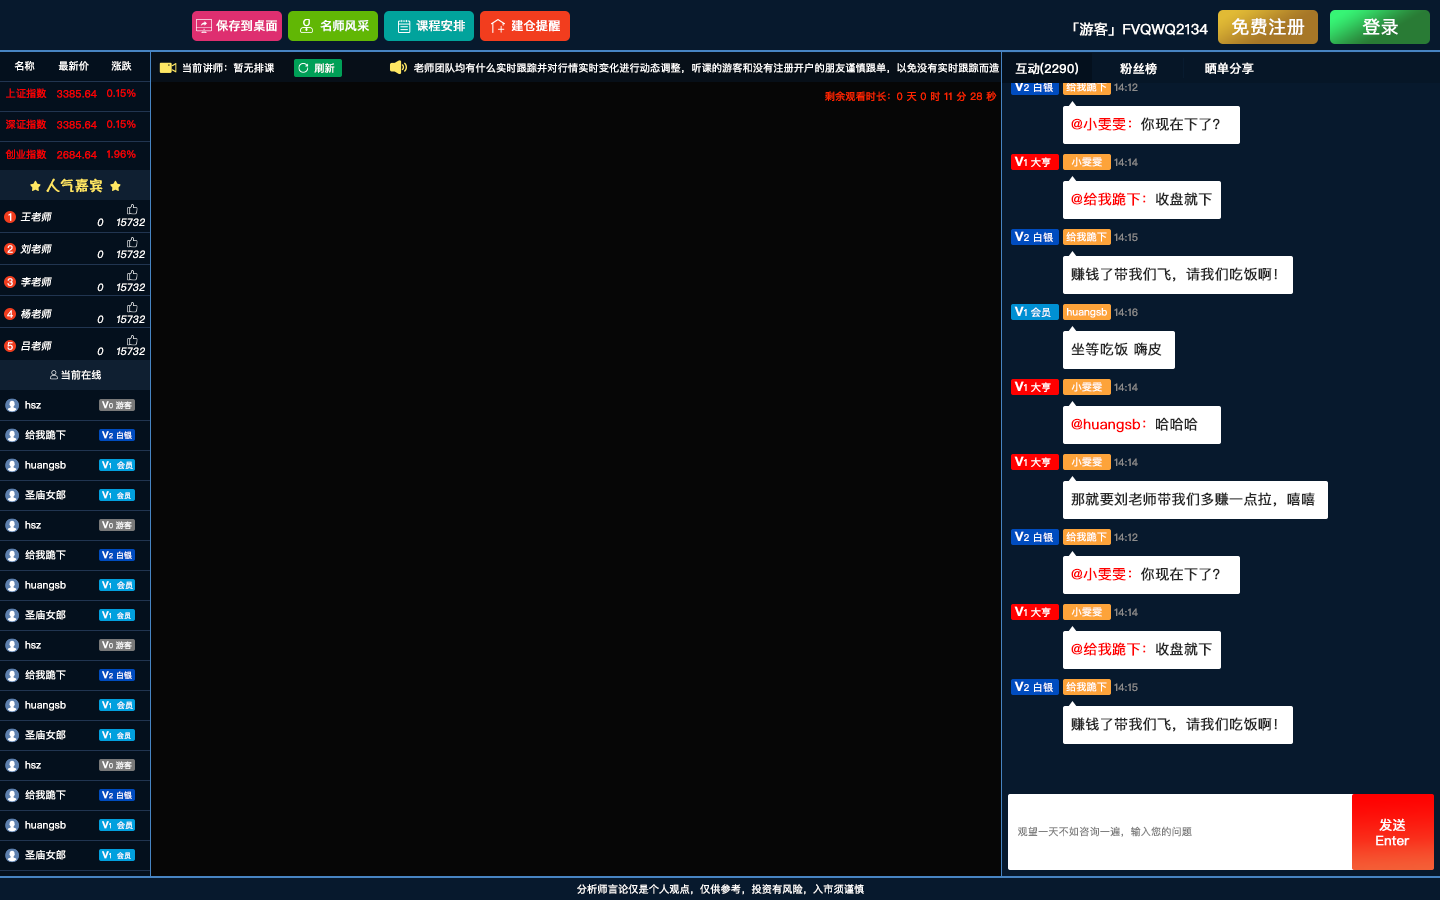 保存到桌面 名师风采 课程安排 建仓提醒 「游客」FVQWQ2134 免费注册 登录
名称 最新价 涨跌
上证指数 3385.64 0.15%
深证指数 3385.64 0.15%
创业指数 2684.64 1.96%
人气嘉宾
1 王老师 0 15732
2 刘老师 0 15732
3 李老师 0 15732
4 杨老师 0 15732
5 吕老师 0 15732
当前在线
hsz V0 游客
给我跪下 V2 白银
huangsb V1 会员
圣庙女郎 V1 会员
hsz V0 游客
给我跪下 V2 白银
huangsb V1 会员
圣庙女郎 V1 会员
hsz V0 游客
给我跪下 V2 白银
huangsb V1 会员
圣庙女郎 V1 会员
hsz V0 游客
给我跪下 V2 白银
huangsb V1 会员
圣庙女郎 V1 会员
当前讲师：暂无排课 刷新 老师团队均有什么实时跟踪并对行情实时变化进行动态调整，听课的游客和没有注册开户的朋友谨慎跟单，以免没有实时跟踪而造
剩余观看时长：0 天 0 时 11 分 28 秒
互动(2290) 粉丝榜 晒单分享
V2 白银 给我跪下 14:12
@小雯雯：你现在下了？
V1 大亨 小雯雯 14:14
@给我跪下：收盘就下
V2 白银 给我跪下 14:15
赚钱了带我们飞，请我们吃饭啊！
V1 会员 huangsb 14:16
坐等吃饭 嗨皮
V1 大亨 小雯雯 14:14
@huangsb：哈哈哈
V1 大亨 小雯雯 14:14
那就要刘老师带我们多赚一点拉，嘻嘻
V2 白银 给我跪下 14:12
@小雯雯：你现在下了？
V1 大亨 小雯雯 14:14
@给我跪下：收盘就下
V2 白银 给我跪下 14:15
赚钱了带我们飞，请我们吃饭啊！
观望一天不如咨询一遍，输入您的问题
发送
Enter
分析师言论仅是个人观点，仅供参考，投资有风险，入市须谨慎